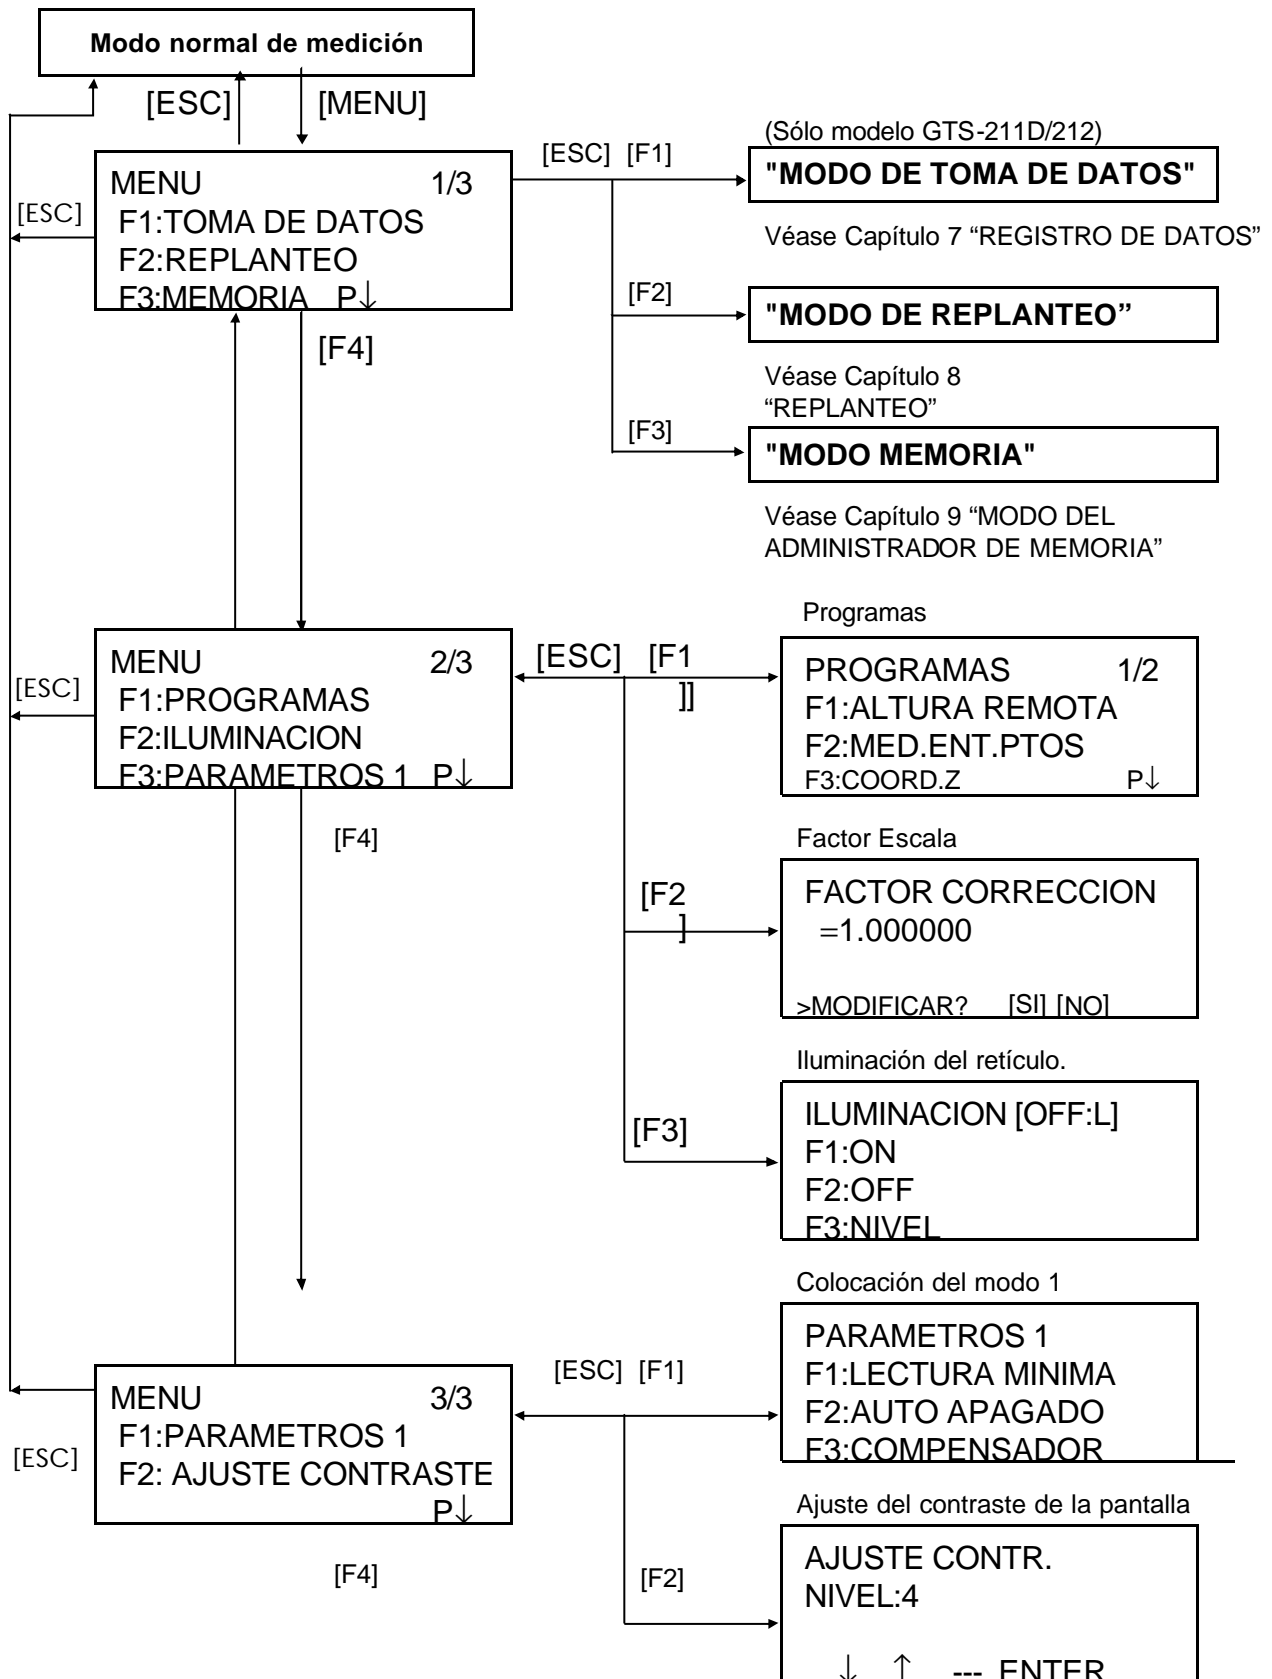 Modo normal de medición
[ESC] [MENU]
(Sólo modelo GTS-211D/212)
[ESC] [F1]
"MODO DE TOMA DE DATOS"
MENU 1/3
F1:TOMA DE DATOS
F2:REPLANTEO
F3:MEMORIA P↓
[ESC]
Véase Capítulo 7 “REGISTRO DE DATOS”
[F2]
"MODO DE REPLANTEO”
[F4]
Véase Capítulo 8
“REPLANTEO”
[F3]
"MODO MEMORIA"
Véase Capítulo 9 “MODO DEL
ADMINISTRADOR DE MEMORIA”
Programas
MENU 2/3
F1:PROGRAMAS
F2:ILUMINACION
F3:PARAMETROS 1 P↓
[ESC]
[ESC] [F1
]]
PROGRAMAS 1/2
F1:ALTURA REMOTA
F2:MED.ENT.PTOS
F3:COORD.Z P↓
[F4]
Factor Escala
[F2
]
FACTOR CORRECCION
=1.000000
>MODIFICAR? [SI] [NO]
Iluminación del retículo.
[F3]
ILUMINACION [OFF:L]
F1:ON
F2:OFF
F3:NIVEL
Colocación del modo 1
[ESC] [F1]
PARAMETROS 1
F1:LECTURA MINIMA
F2:AUTO APAGADO
F3:COMPENSADOR
MENU 3/3
F1:PARAMETROS 1
F2: AJUSTE CONTRASTE
P↓
[ESC]
Ajuste del contraste de la pantalla
[F4]
[F2]
AJUSTE CONTR.
NIVEL:4
↓ ↑ --- ENTER